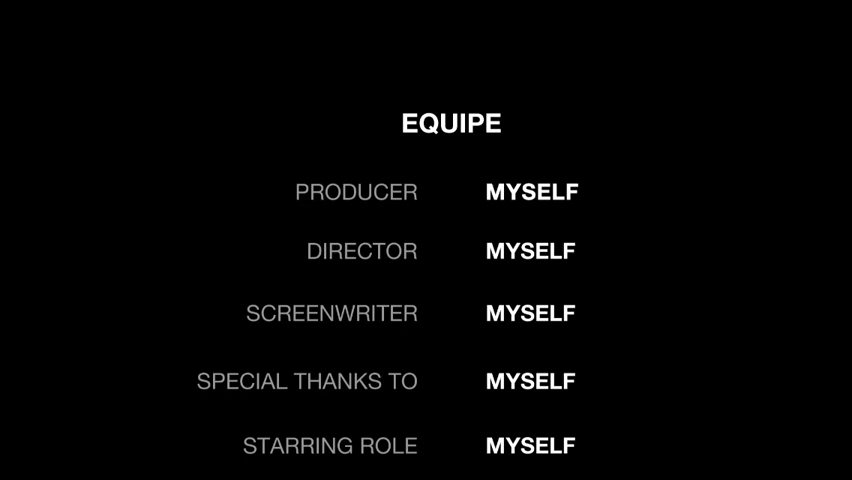 EQUIPE
PRODUCER MYSELF
DIRECTOR MYSELF
SCREENWRITER MYSELF
SPECIAL THANKS TO MYSELF
STARRING ROLE MYSELF